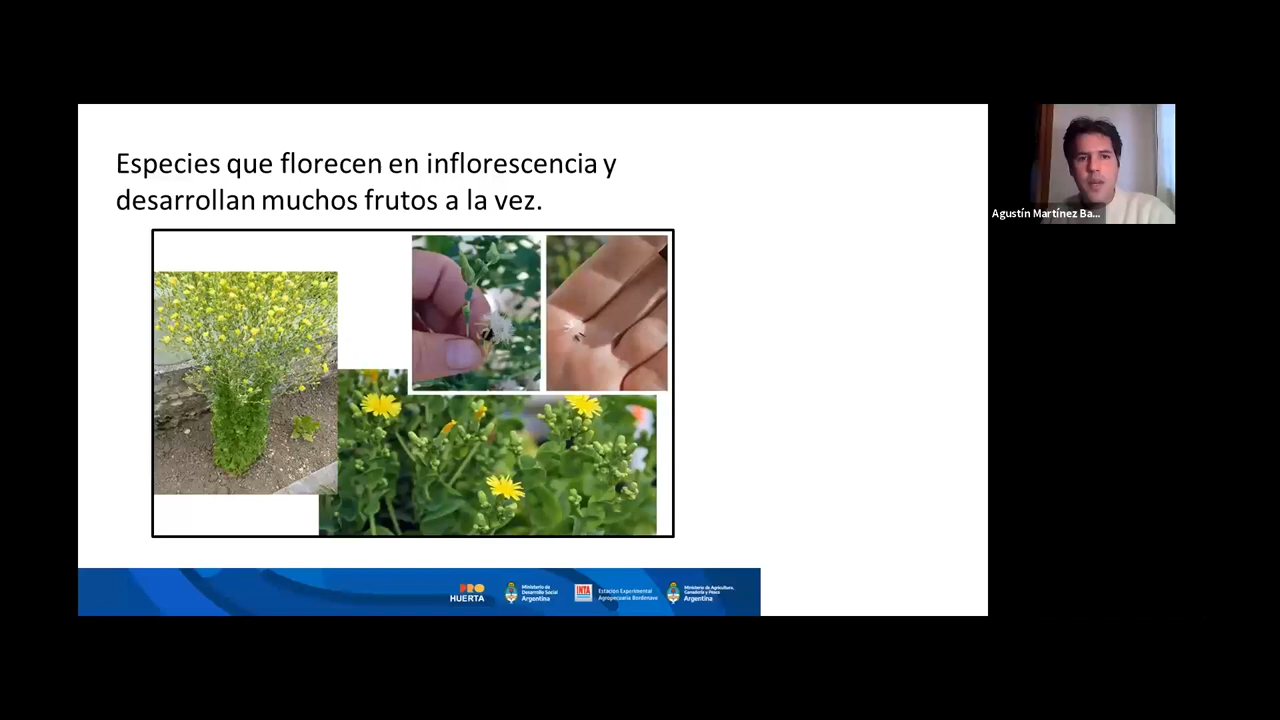 Especies que florecen en inflorescencia y
desarrollan muchos frutos a la vez.
Agustín Martínez Ba...
PRO
HUERTA
Ministerio de
Desarrollo Social
Argentina
INTA
Estación Experimental
Agropecuaria Bordenave
Ministerio de Agricultura,
Ganadería y Pesca
Argentina